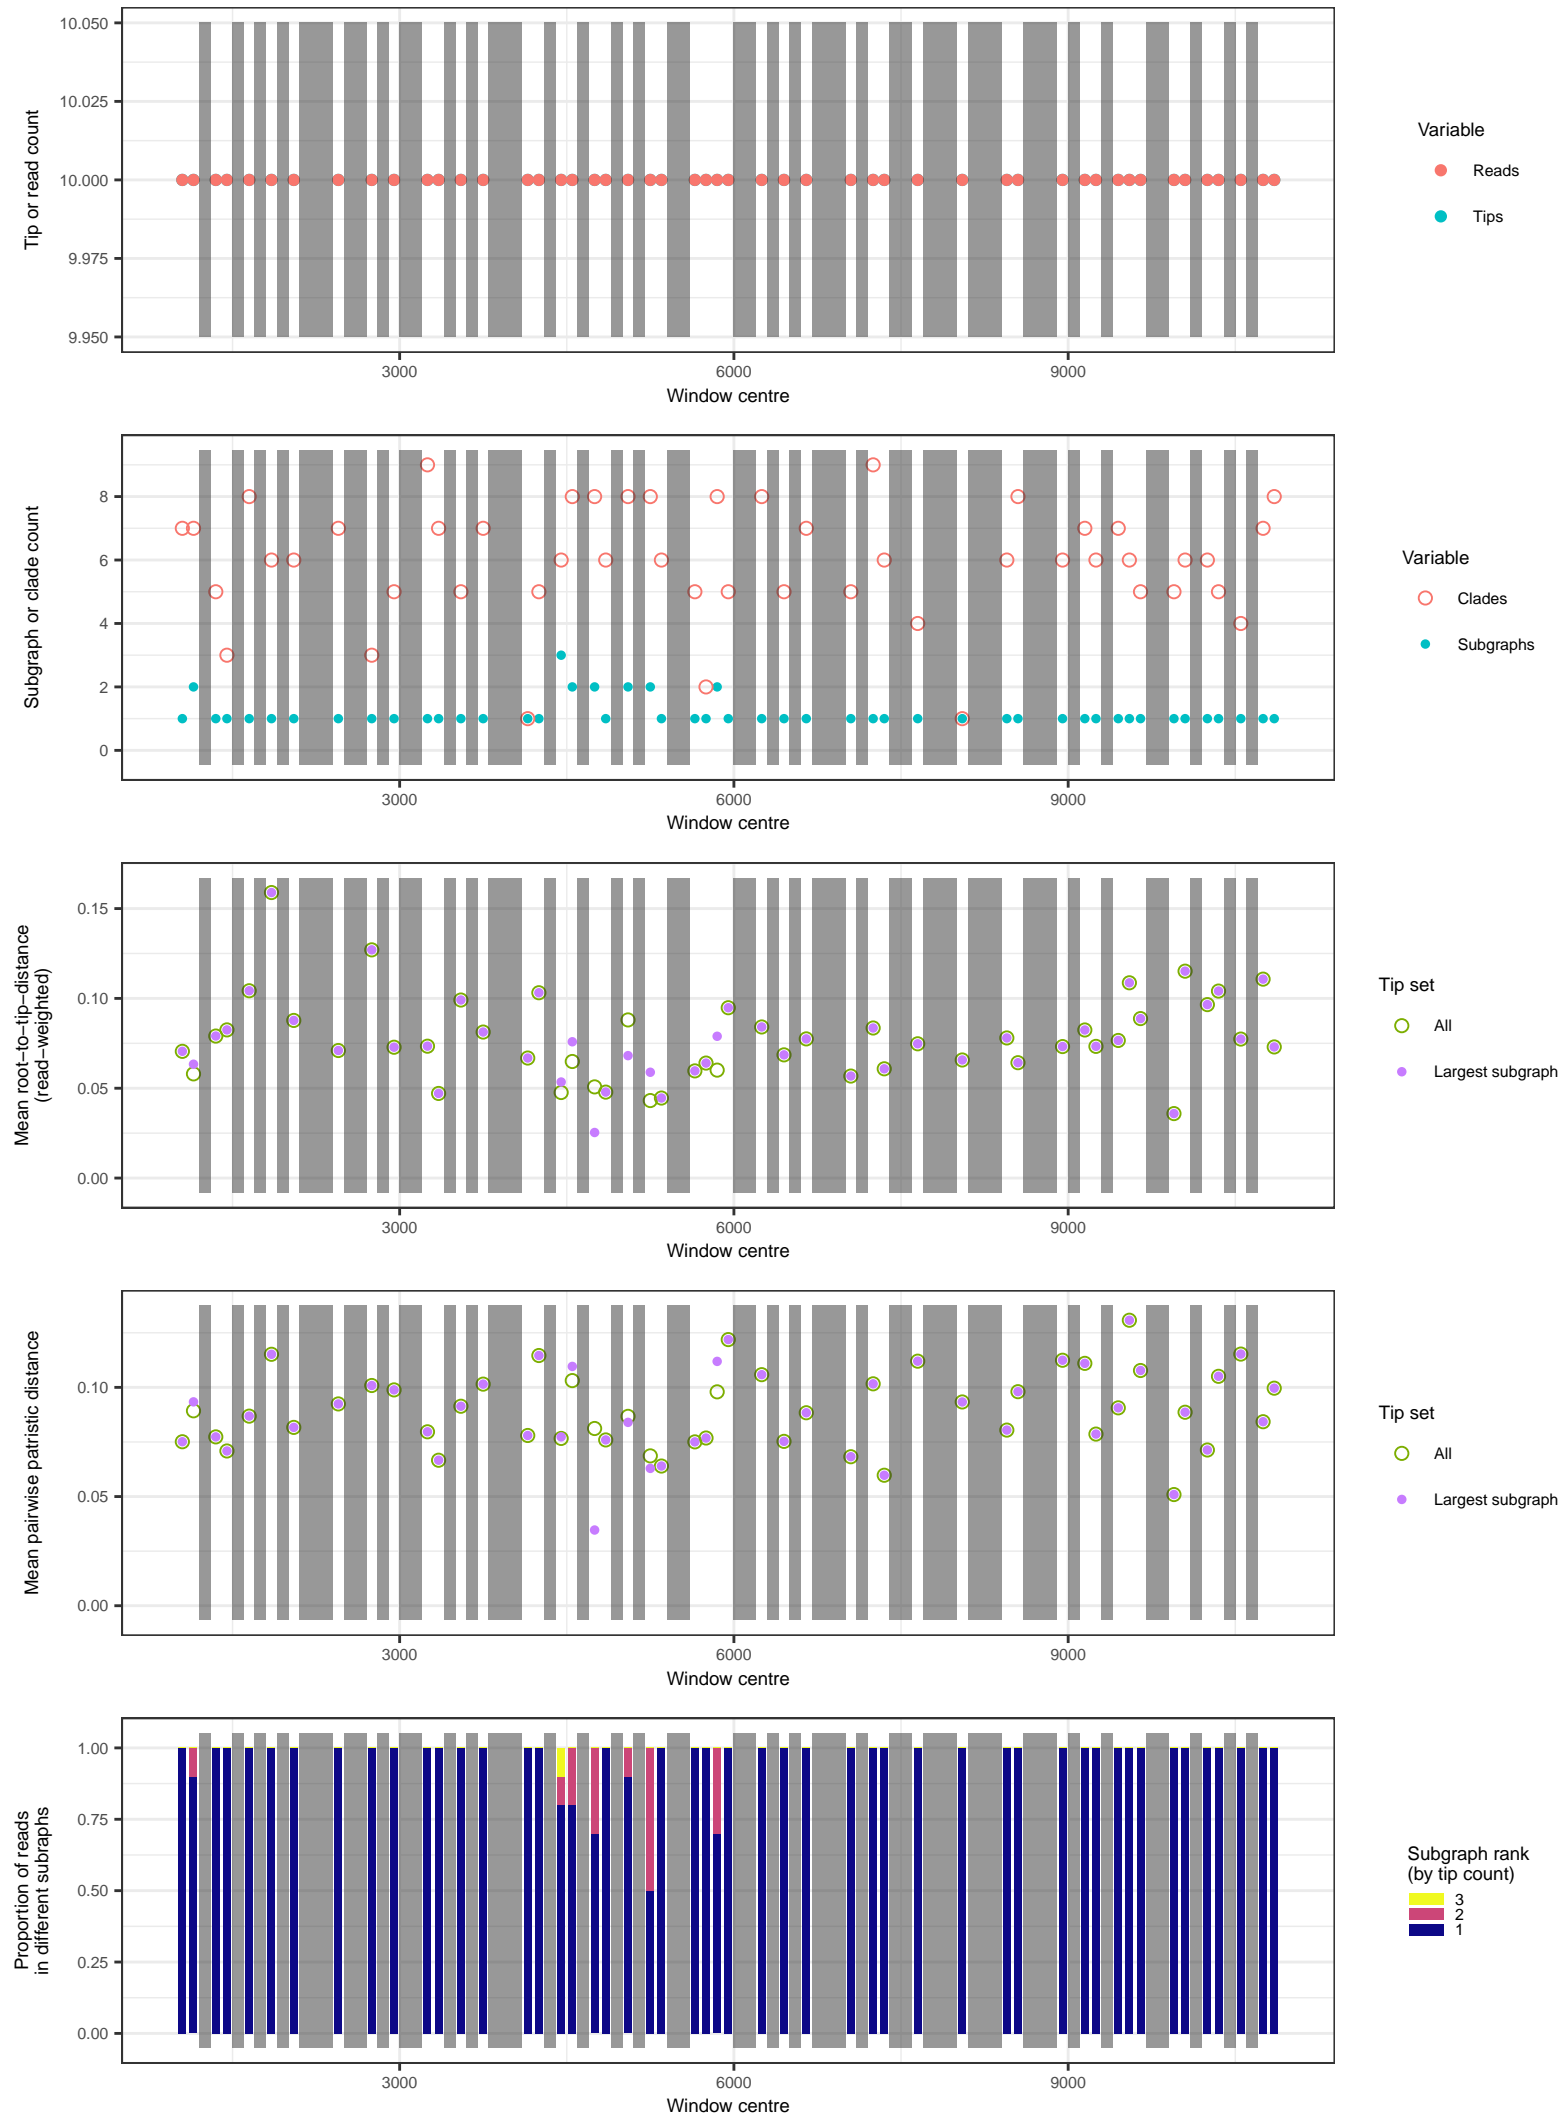 10.050
10.025
10.000
9.975
9.950
Tip or read count
3000
6000
9000
Window centre
Variable
Reads
Tips
8
6
4
2
0
Subgraph or clade count
3000
6000
9000
Window centre
Variable
Clades
Subgraphs
0.15
0.10
0.05
0.00
Mean root−to−tip−distance
(read−weighted)
3000
6000
9000
Window centre
Tip set
All
Largest subgraph
0.10
0.05
0.00
Mean pairwise patristic distance
3000
6000
9000
Window centre
Tip set
All
Largest subgraph
1.00
0.75
0.50
0.25
0.00
Proportion of reads
in different subraphs
3000
6000
9000
Window centre
Subgraph rank
(by tip count)
3
2
1